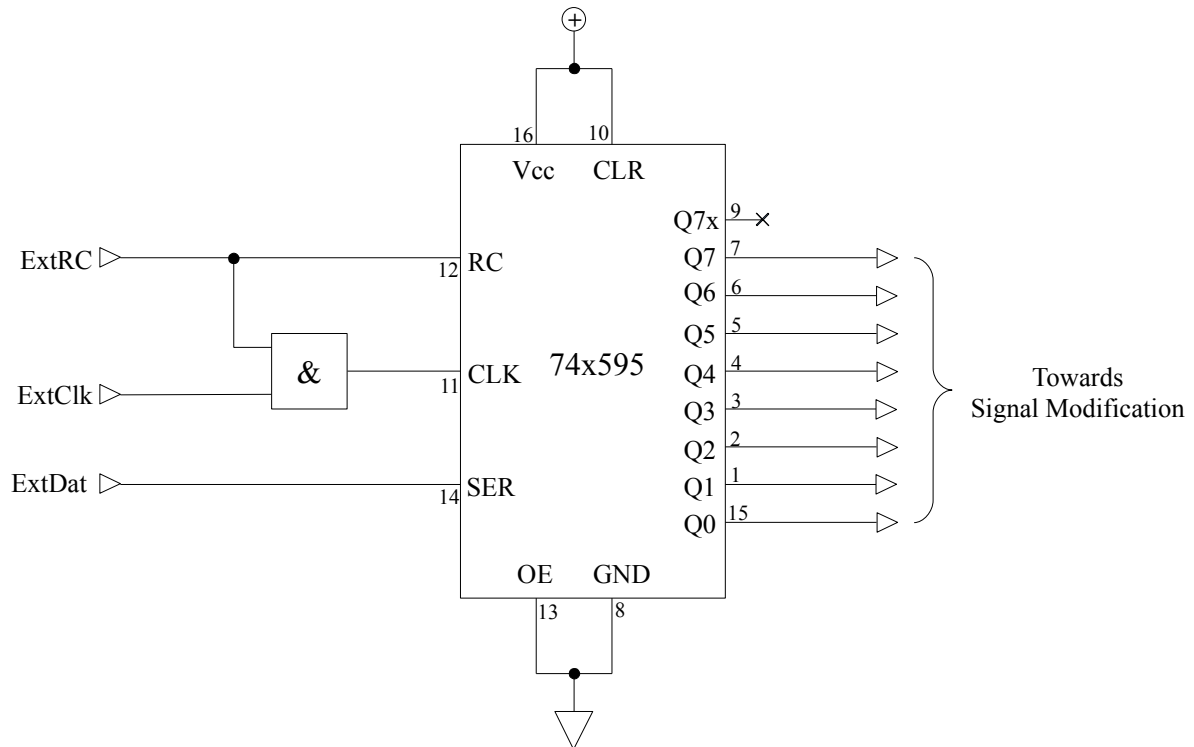 16
10
Vcc
CLR
Q7x
9
ExtRC
12
RC
Q7
7
Q6
6
Q5
5
&
11
CLK
74x595
Q4
4
ExtClk
Q3
3
Towards
Signal Modification
Q2
2
ExtDat
14
SER
Q1
1
Q0
15
OE
GND
13
8